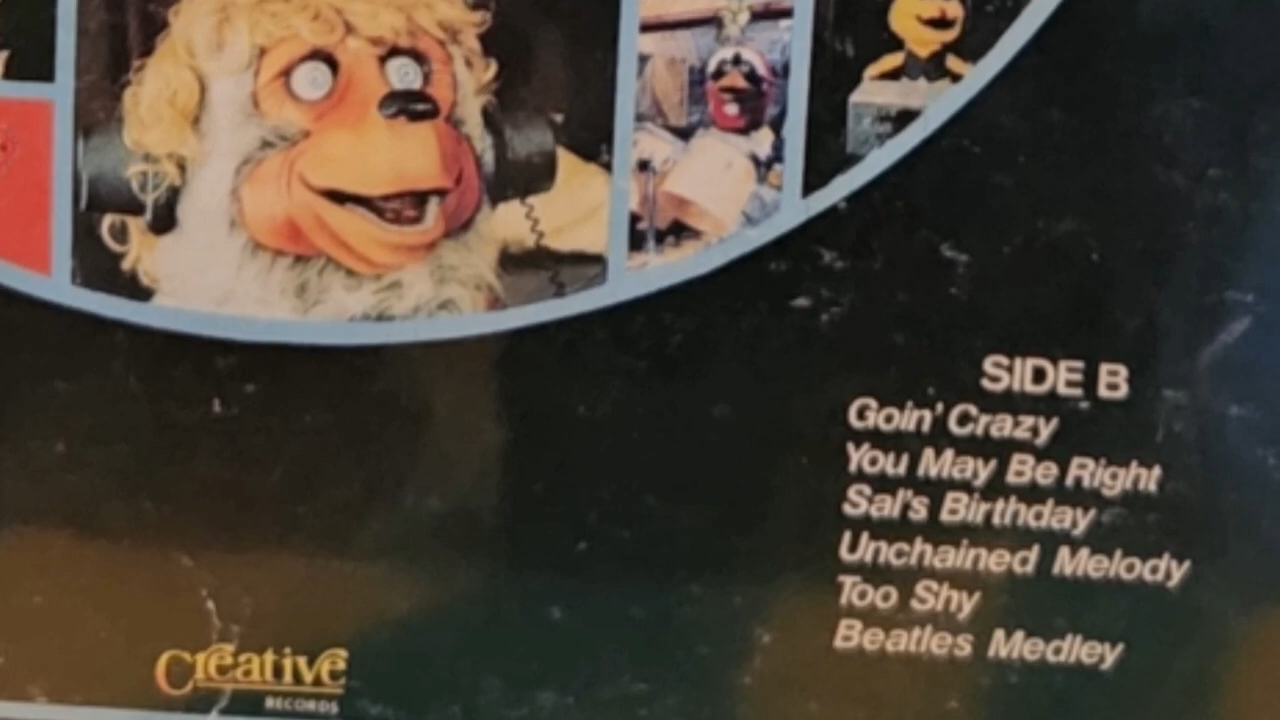 SIDE B
Goin' Crazy
You May Be Right
Sal's Birthday
Unchained Melody
Too Shy
Beatles Medley
Creative
RECORDS